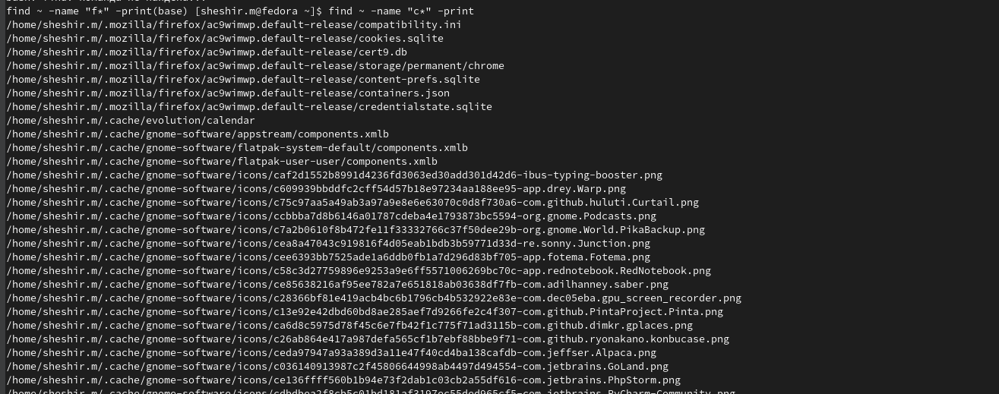 find ~ -name "f*" -print(base) [sheshir.m@fedora ~]$ find ~ -name "c*" -print
/home/sheshir.m/.mozilla/firefox/ac9wimwp.default-release/compatibility.ini
/home/sheshir.m/.mozilla/firefox/ac9wimwp.default-release/cookies.sqlite
/home/sheshir.m/.mozilla/firefox/ac9wimwp.default-release/cert9.db
/home/sheshir.m/.mozilla/firefox/ac9wimwp.default-release/storage/permanent/chrome
/home/sheshir.m/.mozilla/firefox/ac9wimwp.default-release/content-prefs.sqlite
/home/sheshir.m/.mozilla/firefox/ac9wimwp.default-release/containers.json
/home/sheshir.m/.mozilla/firefox/ac9wimwp.default-release/credentialstate.sqlite
/home/sheshir.m/.cache/evolution/calendar
/home/sheshir.m/.cache/gnome-software/appstream/components.xmlb
/home/sheshir.m/.cache/gnome-software/flatpak-system-default/components.xmlb
/home/sheshir.m/.cache/gnome-software/flatpak-user-user/components.xmlb
/home/sheshir.m/.cache/gnome-software/icons/caf2d1552b8991d4236fd3063ed30add301d42d6-ibus-typing-booster.png
/home/sheshir.m/.cache/gnome-software/icons/c609939bbddfc2cff54d57b18e97234aa188ee95-app.drey.Warp.png
/home/sheshir.m/.cache/gnome-software/icons/c75c97aa5a49ab3a97a9e8e6e63070c0d8f730a6-com.github.huluti.Curtail.png
/home/sheshir.m/.cache/gnome-software/icons/ccbbba7d8b6146a01787cdeba4e1793873bc5594-org.gnome.Podcasts.png
/home/sheshir.m/.cache/gnome-software/icons/c7a2b0610f8b472fe11f33332766c37f50dee29b-org.gnome.World.PikaBackup.png
/home/sheshir.m/.cache/gnome-software/icons/cea8a47043c919816f4d05eab1bdb3b59771d33d-re.sonny.Junction.png
/home/sheshir.m/.cache/gnome-software/icons/cee6393bb7525ade1a6ddb0fb1a7d296d83bf705-app.fotema.Fotema.png
/home/sheshir.m/.cache/gnome-software/icons/c58c3d27759896e9253a9e6ff5571006269bc70c-app.rednotebook.RedNotebook.png
/home/sheshir.m/.cache/gnome-software/icons/ce85638216af95ee782a7e651818ab03638df7fb-com.adilhanney.saber.png
/home/sheshir.m/.cache/gnome-software/icons/c28366bf81e419acb4bc6b1796cb4b532922e83e-com.dec05eba.gpu_screen_recorder.png
/home/sheshir.m/.cache/gnome-software/icons/c13e92e42dbd60bd8ae285aef7d9266fe2c4f307-com.github.PintaProject.Pinta.png
/home/sheshir.m/.cache/gnome-software/icons/ca6d8c5975d78f45c6e7fb42f1c775f71ad3115b-com.github.dimkr.gplaces.png
/home/sheshir.m/.cache/gnome-software/icons/c26ab864e417a987defa565cf1b7ebf88bbe9f71-com.github.ryonakano.konbucase.png
/home/sheshir.m/.cache/gnome-software/icons/ceda97947a93a389d3a11e47f40cd4ba138cafdb-com.jeffser.Alpaca.png
/home/sheshir.m/.cache/gnome-software/icons/c036140913987c2f45806644998ab4497d494554-com.jetbrains.GoLand.png
/home/sheshir.m/.cache/gnome-software/icons/ce136ffff560b1b94e73f2dab1c03cb2a55df616-com.jetbrains.PhpStorm.png